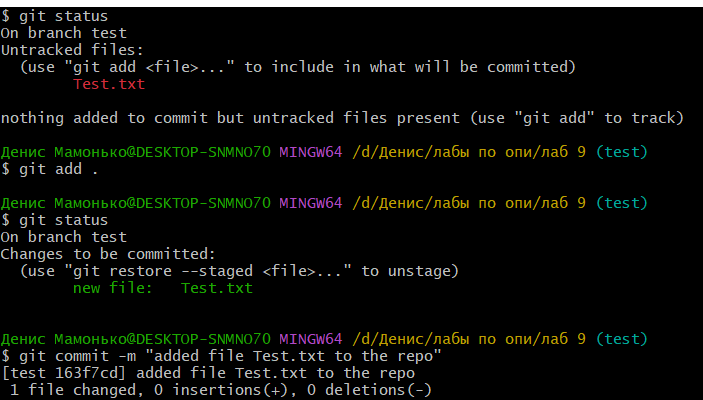 $ git status
On branch test
Untracked files:
  (use "git add <file>..." to include in what will be committed)
        Test.txt

nothing added to commit but untracked files present (use "git add" to track)

Денис Мамонько@DESKTOP-SNMNO70 MINGW64 /d/Денис/лабы по опи/лаб 9 (test)
$ git add .

Денис Мамонько@DESKTOP-SNMNO70 MINGW64 /d/Денис/лабы по опи/лаб 9 (test)
$ git status
On branch test
Changes to be committed:
  (use "git restore --staged <file>..." to unstage)
        new file:   Test.txt


Денис Мамонько@DESKTOP-SNMNO70 MINGW64 /d/Денис/лабы по опи/лаб 9 (test)
$ git commit -m "added file Test.txt to the repo"
[test 163f7cd] added file Test.txt to the repo
 1 file changed, 0 insertions(+), 0 deletions(-)